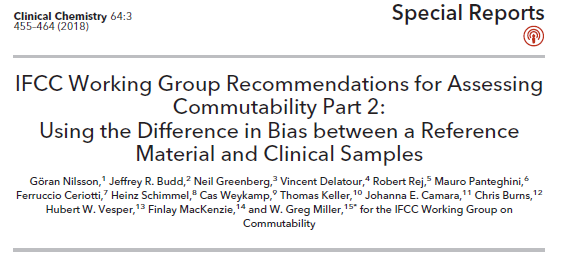 Clinical Chemistry 64:3
455–464 (2018)
Special Reports
IFCC Working Group Recommendations for Assessing
Commutability Part 2:
Using the Difference in Bias between a Reference
Material and Clinical Samples
Göran Nilsson,1 Jeffrey R. Budd,2 Neil Greenberg,3 Vincent Delatour,4 Robert Rej,5 Mauro Panteghini,6
Ferruccio Ceriotti,7 Heinz Schimmel,8 Cas Weykamp,9 Thomas Keller,10 Johanna E. Camara,11 Chris Burns,12
Hubert W. Vesper,13 Finlay MacKenzie,14 and W. Greg Miller,15* for the IFCC Working Group on
Commutability